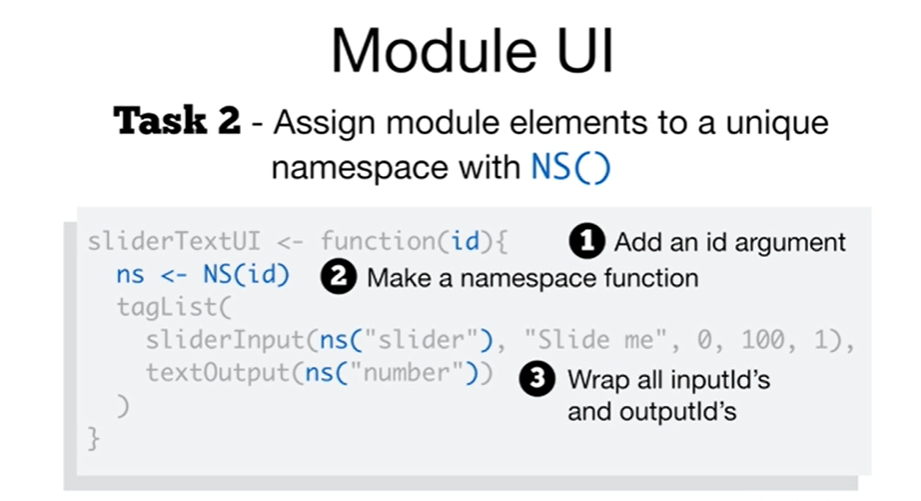 Module UI
Task 2 - Assign module elements to a unique
namespace with NS()
sliderTextUI <- function(id){ 1 Add an id argument
ns <- NS(id) 2 Make a namespace function
tagList(
sliderInput(ns("slider"), "Slide me", 0, 100, 1),
textOutput(ns("number")) 3 Wrap all inputId's
and outputId's
)
}